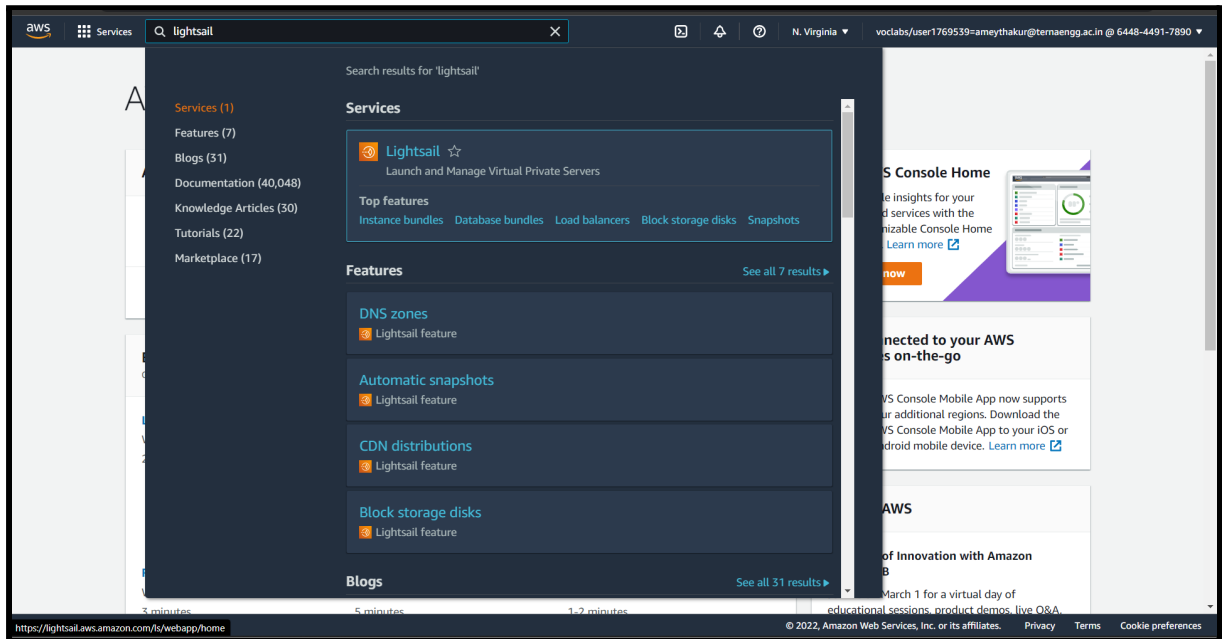 aws Services lightsail N. Virginia ▼ voclabs/user1769539=ameythakur@ternaengg.ac.in @ 6448-4491-7890 ▼
A
Search results for 'lightsail'
Services (1)
Features (7)
Blogs (31)
Documentation (40,048)
Knowledge Articles (30)
Tutorials (22)
Marketplace (17)
Services
Lightsail
Launch and Manage Virtual Private Servers
Top features
Instance bundles Database bundles Load balancers Block storage disks Snapshots
Features See all 7 results
DNS zones
Lightsail feature
Automatic snapshots
Lightsail feature
CDN distributions
Lightsail feature
Block storage disks
Lightsail feature
Blogs See all 31 results
S Console Home
le insights for your
d services with the
nizable Console Home
Learn more
now
nected to your AWS
s on-the-go
VS Console Mobile App now supports
ur additional regions. Download the
VS Console Mobile App to your iOS or
droid mobile device. Learn more
AWS
of Innovation with Amazon
B
March 1 for a virtual day of
educational sessions, product demos, live Q&A,
3 minutes 5 minutes 1-2 minutes
https://lightsail.aws.amazon.com/ls/webapp/home
© 2022, Amazon Web Services, Inc. or its affiliates. Privacy Terms Cookie preferences